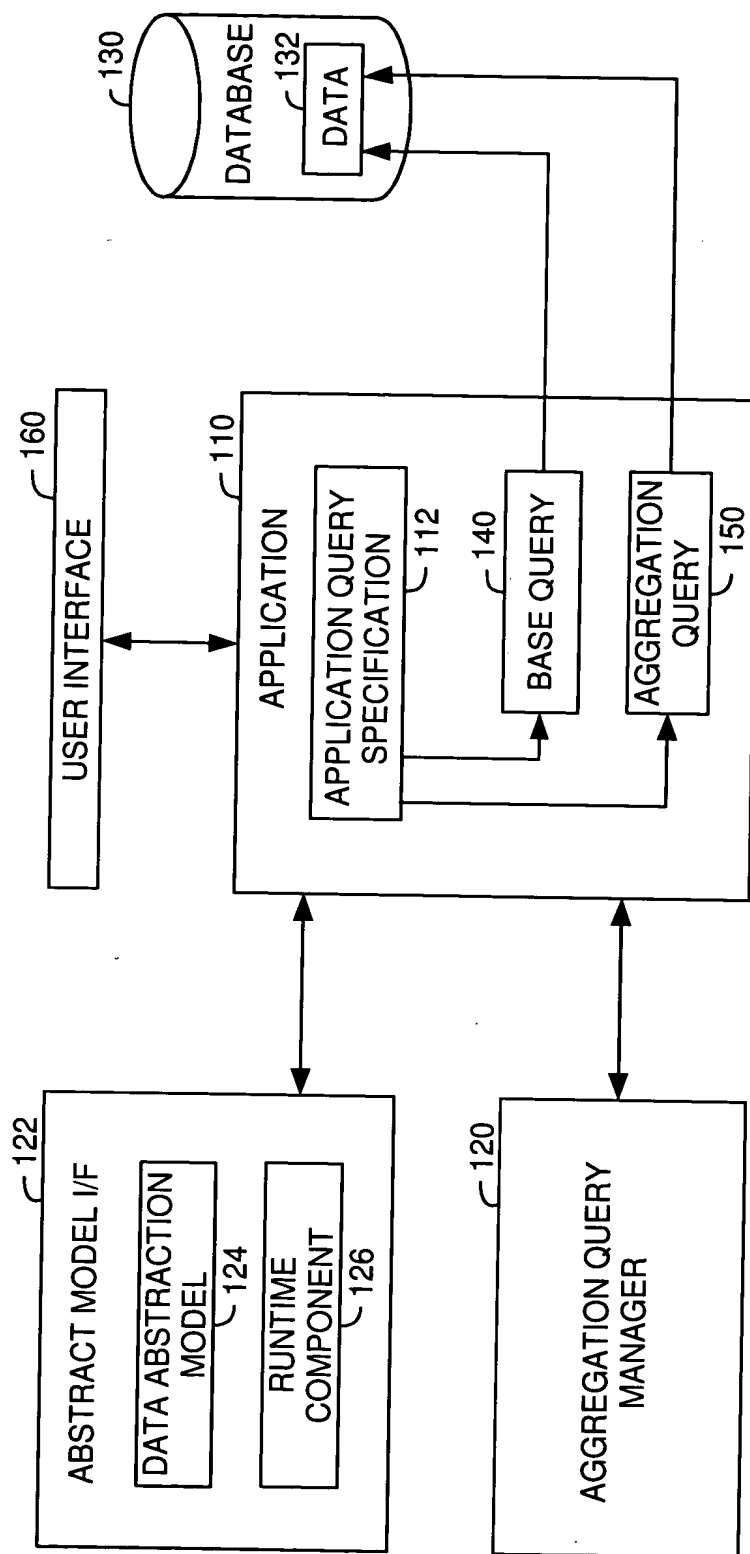 160
USER INTERFACE
130
DATABASE
132
DATA
122
ABSTRACT MODEL I/F
DATA ABSTRACTION
MODEL
124
RUNTIME
COMPONENT
126
110
APPLICATION
APPLICATION QUERY
SPECIFICATION
112
140
BASE QUERY
AGGREGATION
QUERY
150
120
AGGREGATION QUERY
MANAGER